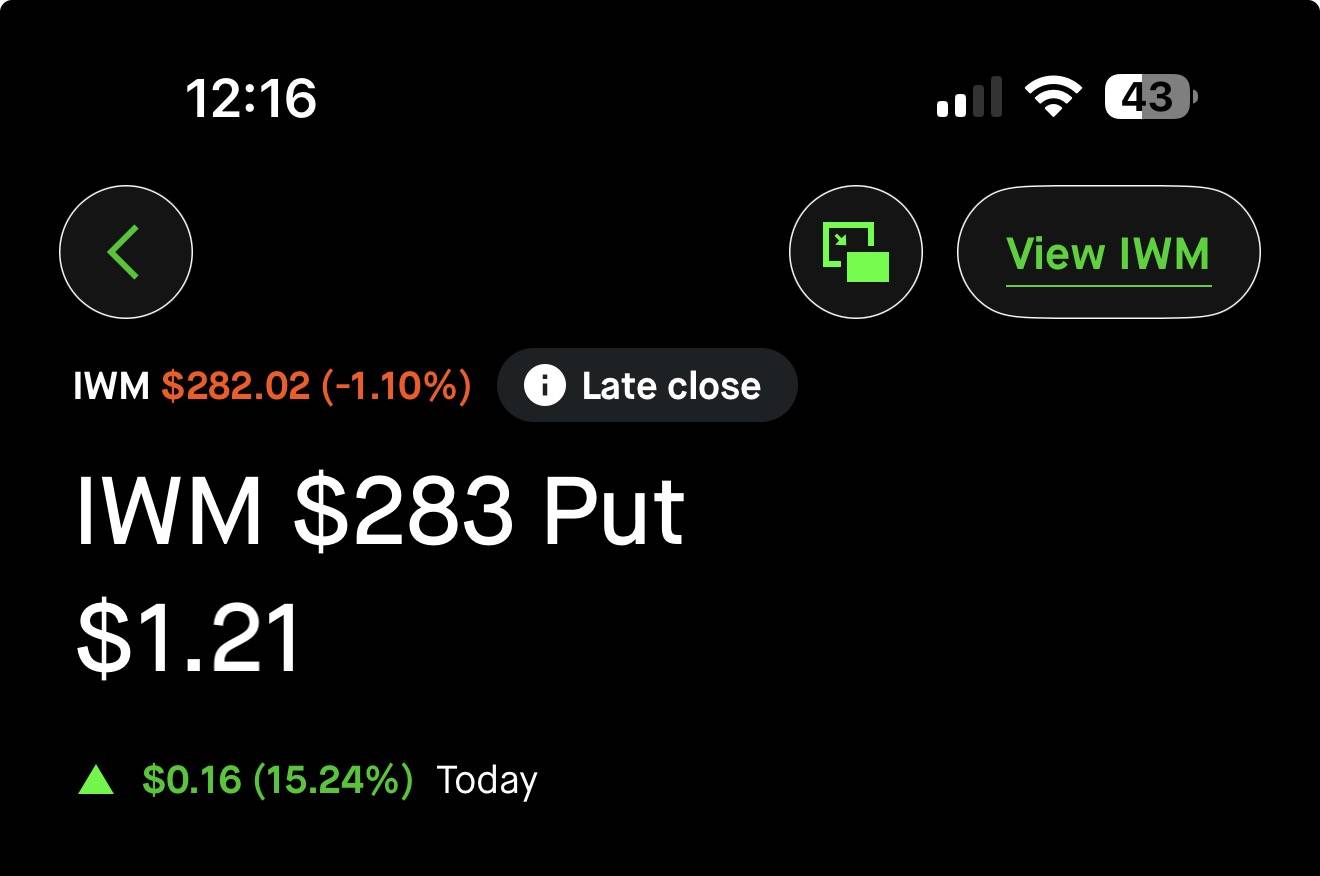 12:16 43
View IWM
IWM $282.02 (-1.10%) Late close
IWM $283 Put
$1.21
$0.16 (15.24%) Today